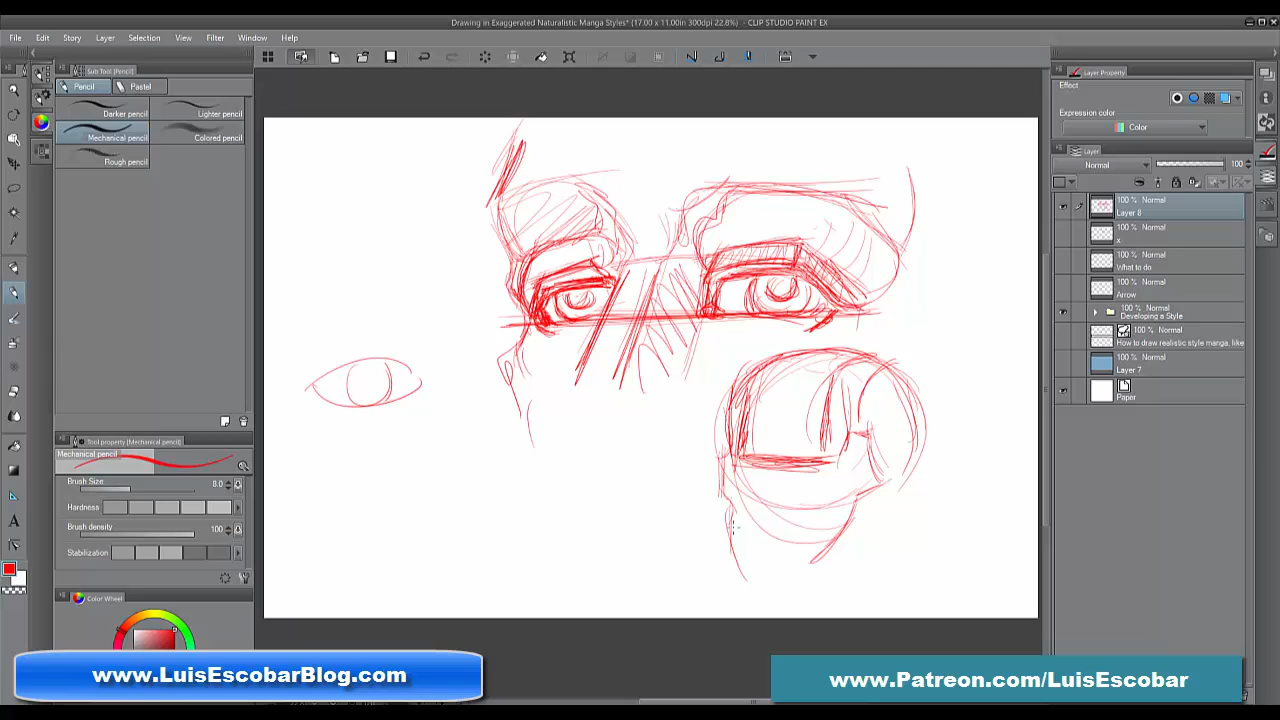 Drawing in Exaggerated Naturalistic Manga Styles* (17.00 x 11.00in 300dpi 22.8%) - CLIP STUDIO PAINT EX
File Edit Story Layer Selection View Filter Window Help
Sub Tool [Pencil]
Pencil Pastel
Darker pencil Lighter pencil
Mechanical pencil Colored pencil
Rough pencil
Tool property [Mechanical pencil]
Mechanical pencil
Brush Size 8.0
Hardness
Brush density 100
Stabilization
Color Wheel
Layer Property
Effect
Expression color
Color
Layer
Normal 100
100 % Normal
Layer 8
100 % Normal
x
100 % Normal
What to do
100 % Normal
Arrow
100 % Normal
Developing a Style
100 % Normal
How to draw realistic style manga, like
100 % Normal
Layer 7
Paper
www.LuisEscobarBlog.com
www.Patreon.com/LuisEscobar